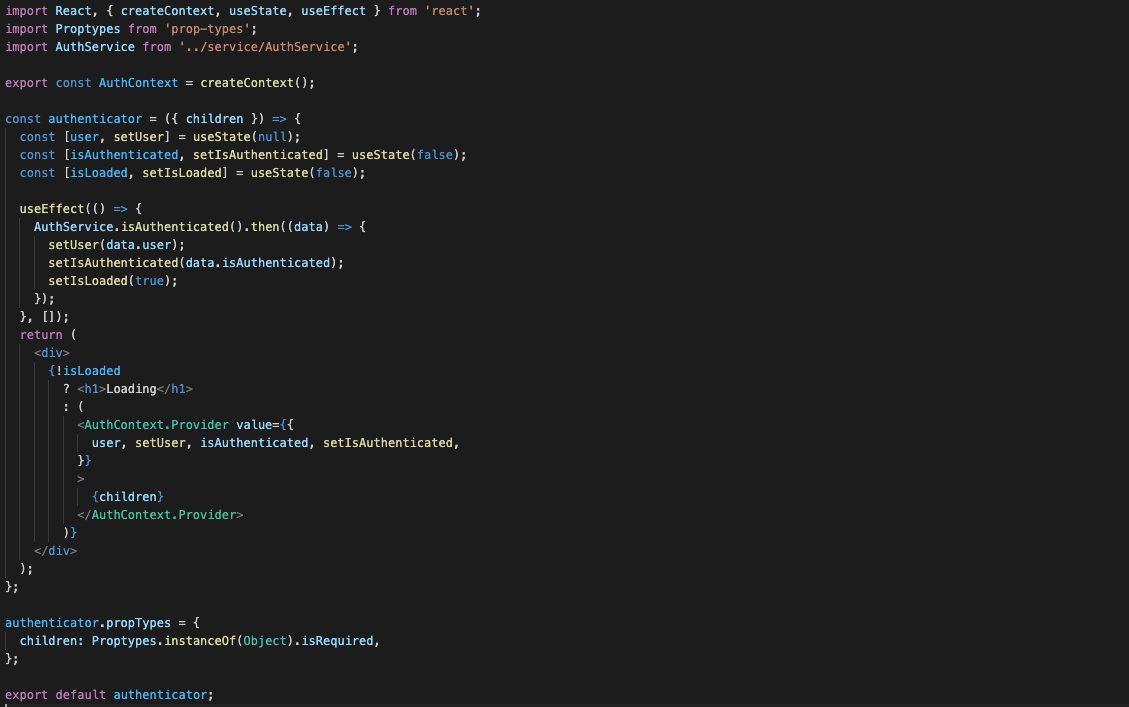 import React, { createContext, useState, useEffect } from 'react';
import Proptypes from 'prop-types';
import AuthService from '../service/AuthService';

export const AuthContext = createContext();

const authenticator = ({ children }) => {
  const [user, setUser] = useState(null);
  const [isAuthenticated, setIsAuthenticated] = useState(false);
  const [isLoaded, setIsLoaded] = useState(false);

  useEffect(() => {
    AuthService.isAuthenticated().then((data) => {
      setUser(data.user);
      setIsAuthenticated(data.isAuthenticated);
      setIsLoaded(true);
    });
  }, []);
  return (
    <div>
      {!isLoaded
        ? <h1>Loading</h1>
        : (
          <AuthContext.Provider value={{
            user, setUser, isAuthenticated, setIsAuthenticated,
          }}
          >
            {children}
          </AuthContext.Provider>
        )}
    </div>
  );
};

authenticator.propTypes = {
  children: Proptypes.instanceOf(Object).isRequired,
};

export default authenticator;